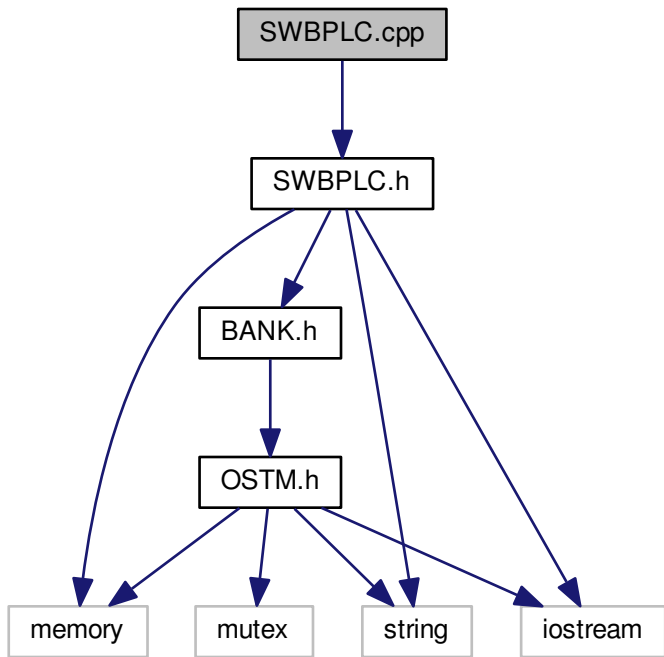 SWBPLC.cpp
SWBPLC.h
BANK.h
OSTM.h
memory
mutex
string
iostream